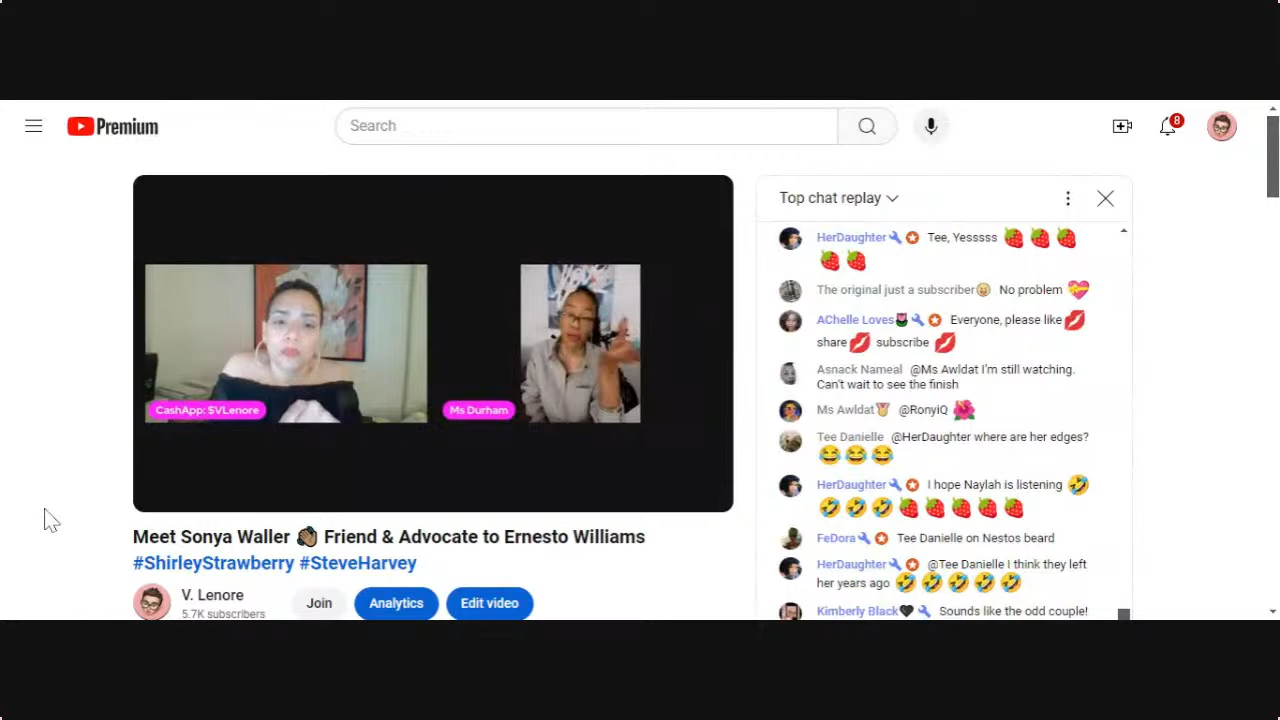 Premium
Search
8
Top chat replay
HerDaughter Tee, Yesssss
The original just a subscriber No problem
AChelle Loves Everyone, please like
share subscribe
Asnack Nameal @Ms Awldat I'm still watching.
Can't wait to see the finish
Ms Awldat @RonyiQ
Tee Danielle @HerDaughter where are her edges?
HerDaughter I hope Naylah is listening
FeDora Tee Danielle on Nestos beard
HerDaughter @Tee Danielle I think they left
her years ago
Kimberly Black Sounds like the odd couple!
CashApp: $VLenore
Ms Durham
Meet Sonya Waller 👋🏽 Friend & Advocate to Ernesto Williams
#ShirleyStrawberry #SteveHarvey
V. Lenore
5.7K subscribers
Join
Analytics
Edit video